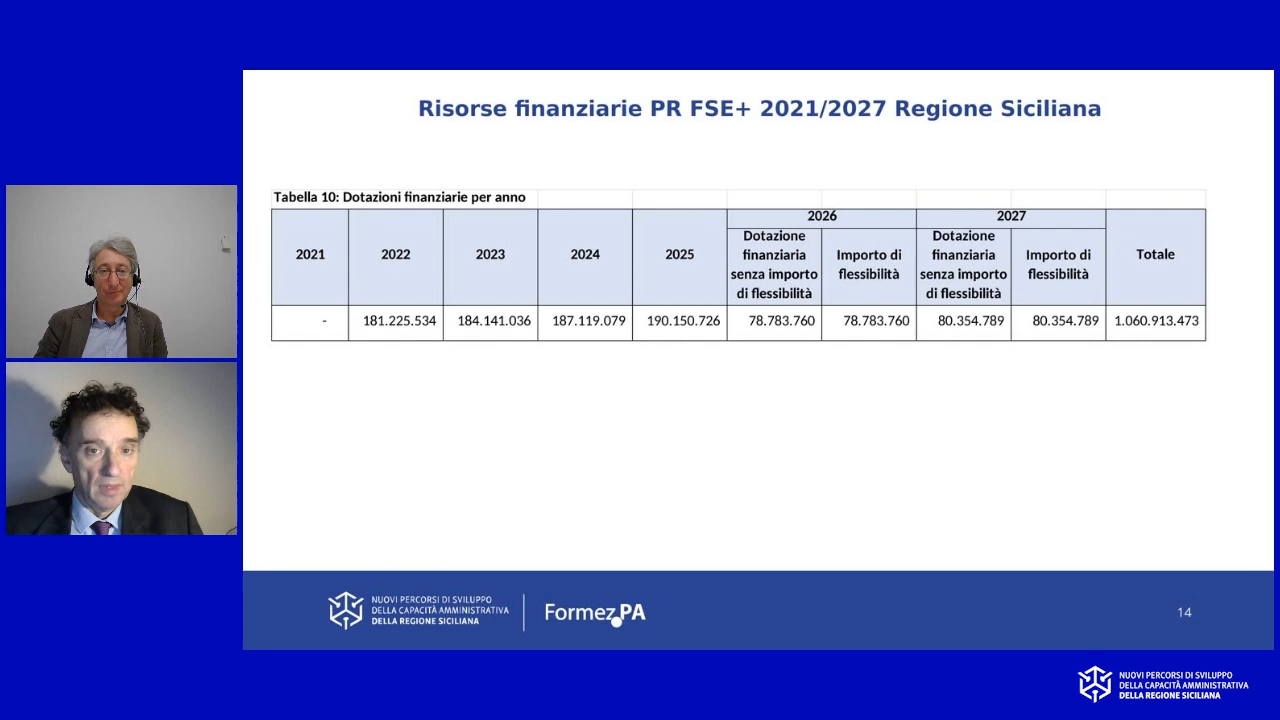 Risorse finanziarie PR FSE+ 2021/2027 Regione Siciliana
Tabella 10: Dotazioni finanziarie per anno
2021 2022 2023 2024 2025 2026 2027 Totale
Dotazione finanziaria senza importo di flessibilità Importo di flessibilità Dotazione finanziaria senza importo di flessibilità Importo di flessibilità
- 181.225.534 184.141.036 187.119.079 190.150.726 78.783.760 78.783.760 80.354.789 80.354.789 1.060.913.473
NUOVI PERCORSI DI SVILUPPO
DELLA CAPACITÀ AMMINISTRATIVA
DELLA REGIONE SICILIANA
Formez PA
14
NUOVI PERCORSI DI SVILUPPO
DELLA CAPACITÀ AMMINISTRATIVA
DELLA REGIONE SICILIANA